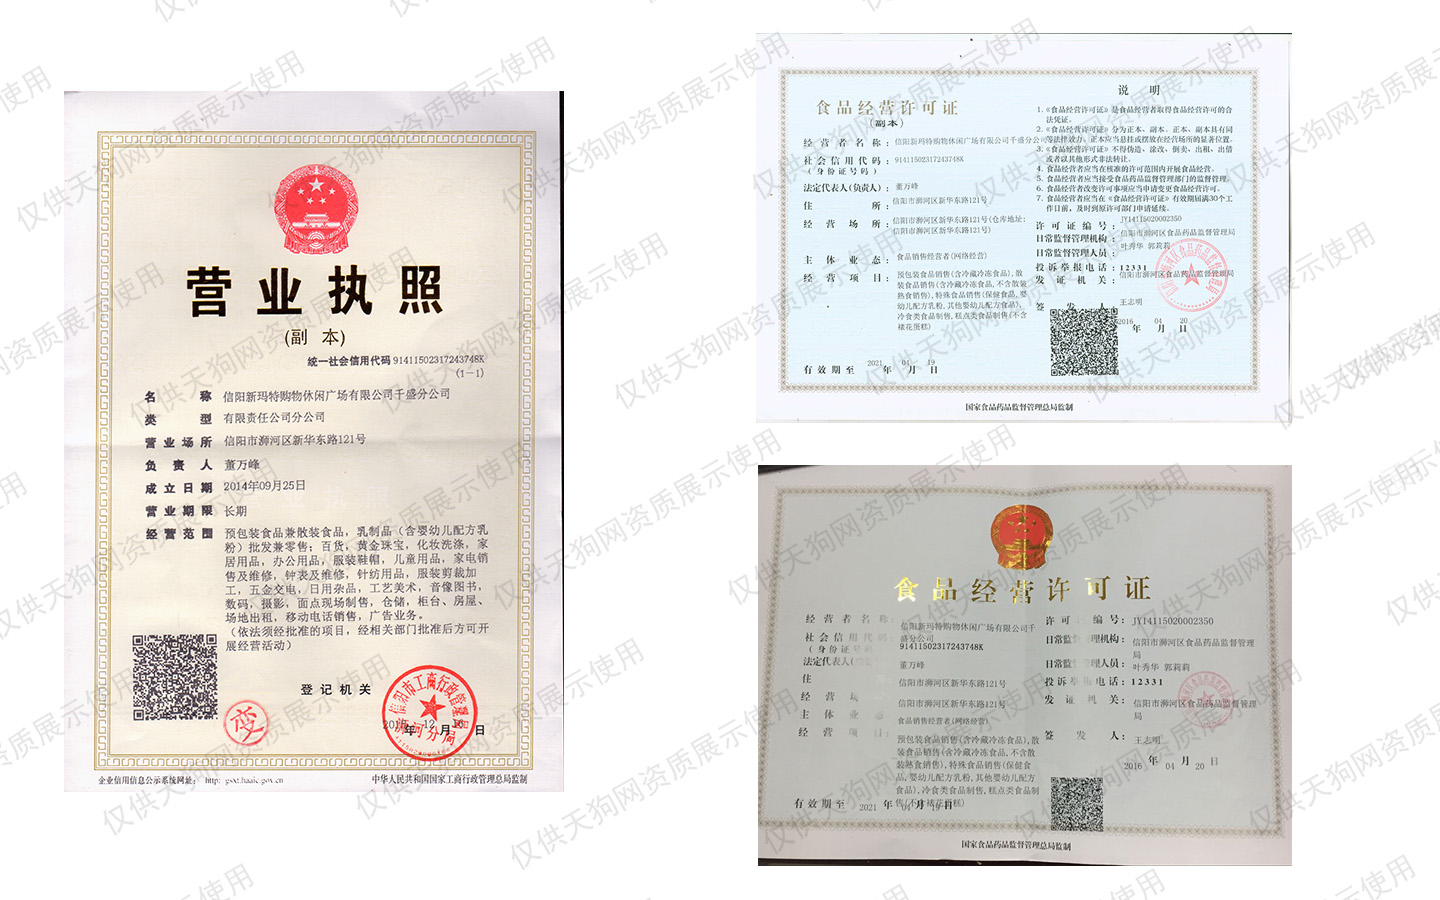 营业执照
(副 本)
统一社会信用代码 91411502317243748K
(1-1)
名 称 信阳新玛特购物休闲广场有限公司千盛分公司
类 型 有限责任公司分公司
营业场所 信阳市浉河区新华东路121号
负 责 人 董万峰
成立日期 2014年09月25日
营业期限 长期
经营范围 预包装食品兼散装食品，乳制品（含婴幼儿配方乳
粉）批发兼零售；百货，黄金珠宝，化妆洗涤，家
居用品，办公用品，服装鞋帽，儿童用品，家电销
售及维修，钟表及维修，针纺用品，服装剪裁加
工，五金交电，日用杂品，工艺美术，音像图书，
数码，摄影，面点现场制售，仓储，柜台、房屋、
场地出租，移动电话销售，广告业务。
（依法须经批准的项目，经相关部门批准后方可开
展经营活动）
登记机关
年 12 月 日
企业信用信息公示系统网址： http: gsxt.haaic.gov.cn
中华人民共和国国家工商行政管理总局监制
食品经营许可证
(副本)
经营者名称：信阳新玛特购物休闲广场有限公司千盛分公司
社会信用代码：91411502317243748K
(身份证号码)
法定代表人(负责人)：董万峰
住 所：信阳市浉河区新华东路121号
经营场所：信阳市浉河区新华东路121号(仓库地址:
信阳市浉河区新华东路121号)
主体业态：食品销售经营者(网络经营)
经营项目：预包装食品销售(含冷藏冷冻食品),散
装食品销售(含冷藏冷冻食品,不含散装
熟食销售),特殊食品销售(保健食品,婴
幼儿配方乳粉,其他婴幼儿配方食品),
冷食类食品制售,糕点类食品制售(不含
裱花蛋糕)
有效期至 2021 年 04 月 19 日
说 明
1.《食品经营许可证》是食品经营者取得食品经营许可的合
法凭证。
2.《食品经营许可证》分为正本、副本。正本、副本具有同
等法律效力。正本应当悬挂或摆放在经营场所的显著位置。
3.《食品经营许可证》不得伪造、涂改、倒卖、出租、出借
或者以其他形式非法转让。
4. 食品经营者应当在核准的许可范围内开展食品经营。
5. 食品经营者应当接受食品药品监督管理部门的监督管理。
6. 食品经营者改变许可事项应当申请变更食品经营许可。
7. 食品经营者应当在《食品经营许可证》有效期届满30个工
作日前，及时到原许可部门申请延续。
许可证编号：JY14115020002350
日常监督管理机构：信阳市浉河区食品药品监督管理局
日常监督管理人员：叶秀华 郭莉莉
投诉举报电话：12331
发证机关：信阳市浉河区食品药品监督管理局
签 发 人：王志明
2016 年 04 月 20 日
国家食品药品监督管理总局监制
食品经营许可证
经营者名称：信阳新玛特购物休闲广场有限公司千
盛分公司
社会信用代码：91411502317243748K
(身份证号
法定代表人( 董万峰
住 信阳市浉河区新华东路121号
经 营 场 信阳市浉河区新华东路121号
主 体 业 食品销售经营者(网络经营)
经 营 项目：预包装食品销售(含冷藏冷冻食品),散
装食品销售(含冷藏冷冻食品,不含散
装熟食销售),特殊食品销售(保健食
品,婴幼儿配方乳粉,其他婴幼儿配方
食品),冷食类食品制售,糕点类食品制
售(不含裱花蛋糕)
有效期至 2021 年 04 月 19 日
许 可 编 号：JY14115020002350
日常监 管理机构：信阳市浉河区食品药品监督管理
局
日常监 管理人员：叶秀华 郭莉莉
投诉举报电话：12331
发 证 机 关：信阳市浉河区食品药品监督管理
局
签 发 人：王志明
2016 年 04 月 20 日
国家食品药品监督管理总局监制
仅供天狗网资质展示使用